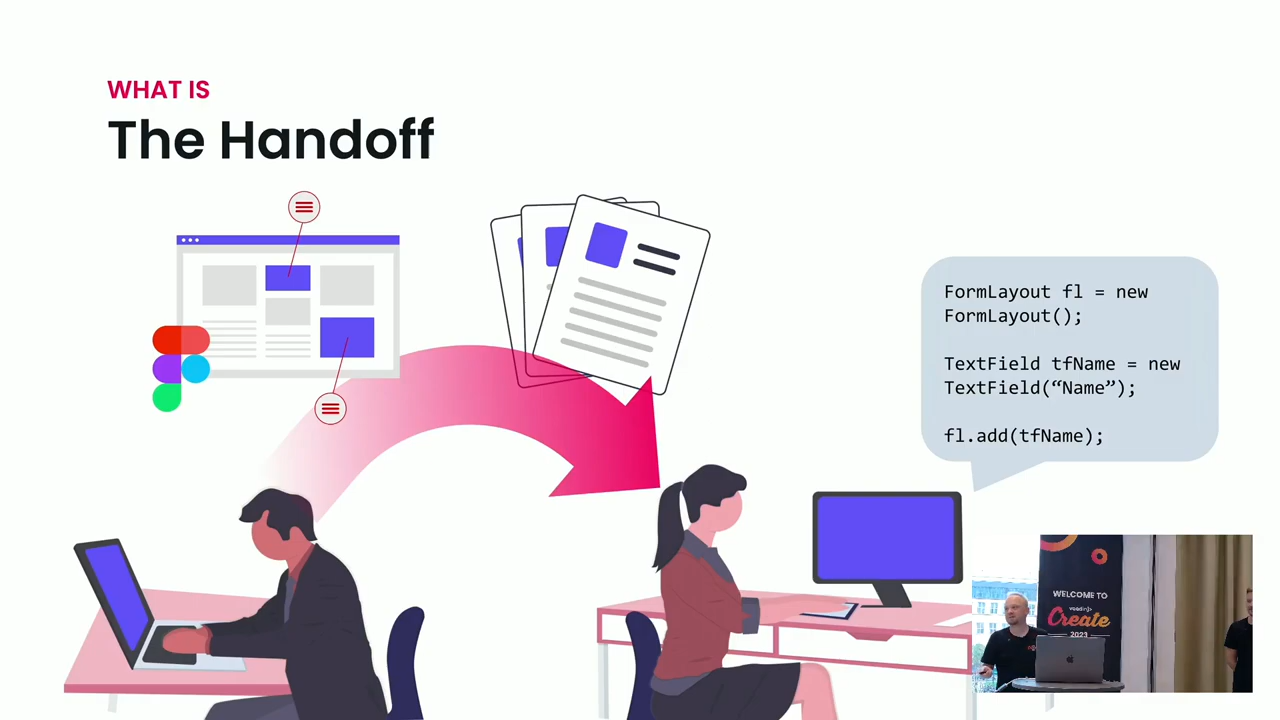 WHAT IS
The Handoff
FormLayout fl = new
FormLayout();
TextField tfName = new
TextField(“Name”);
fl.add(tfName);
WELCOME TO
vaadin}>
Create
2023